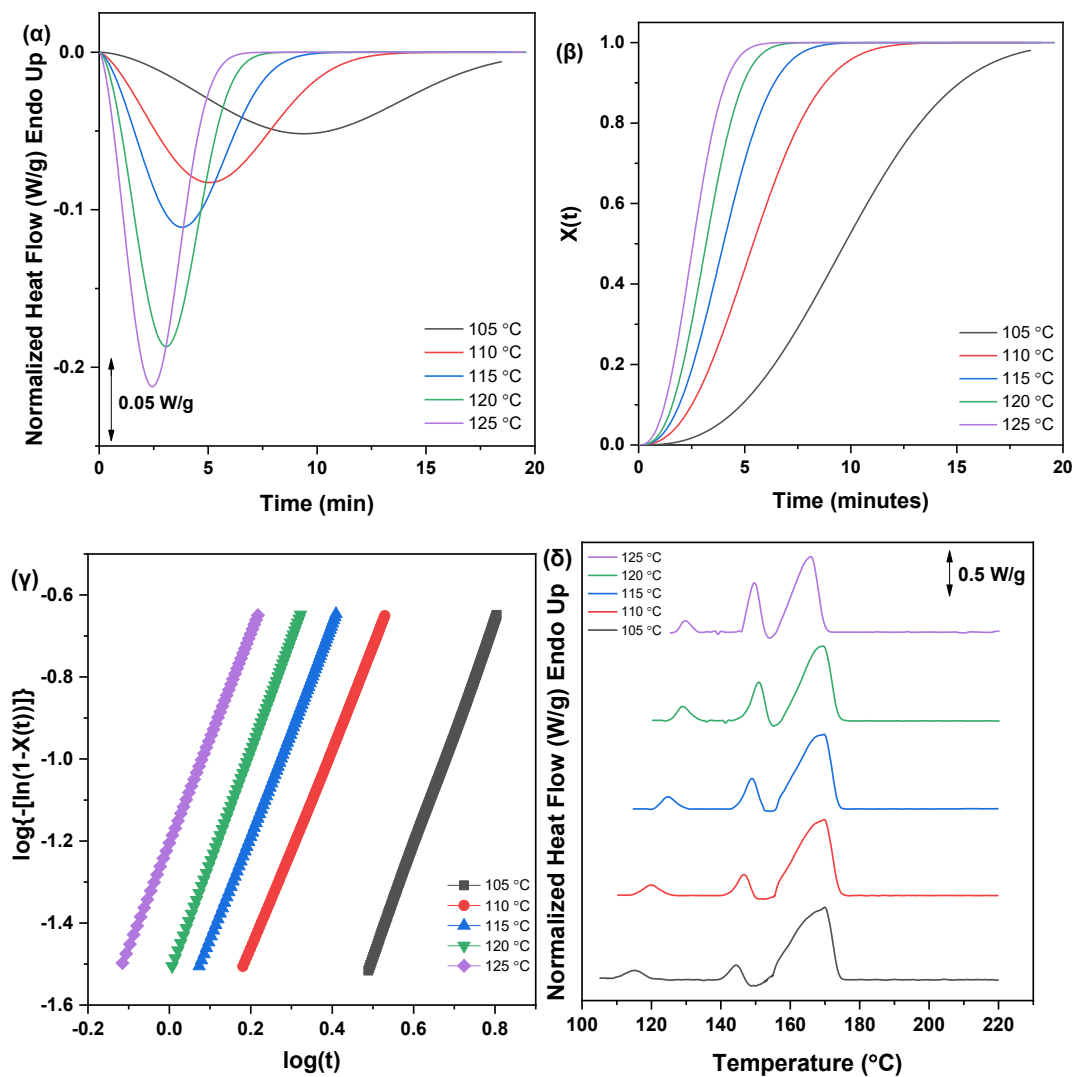 (α)
Normalized Heat Flow (W/g) Endo Up
0.0
-0.1
-0.2
0.05 W/g
105 °C
110 °C
115 °C
120 °C
125 °C
0
5
10
15
20
Time (min)
(β)
X(t)
1.0
0.8
0.6
0.4
0.2
0.0
105 °C
110 °C
115 °C
120 °C
125 °C
0
5
10
15
20
Time (minutes)
(γ)
log{-[ln(1-X(t))]}
-0.6
-0.8
-1.0
-1.2
-1.4
-1.6
105 °C
110 °C
115 °C
120 °C
125 °C
-0.2
0.0
0.2
0.4
0.6
0.8
log(t)
(δ)
Normalized Heat Flow (W/g) Endo Up
125 °C
120 °C
115 °C
110 °C
105 °C
0.5 W/g
100
120
140
160
180
200
220
Temperature (°C)